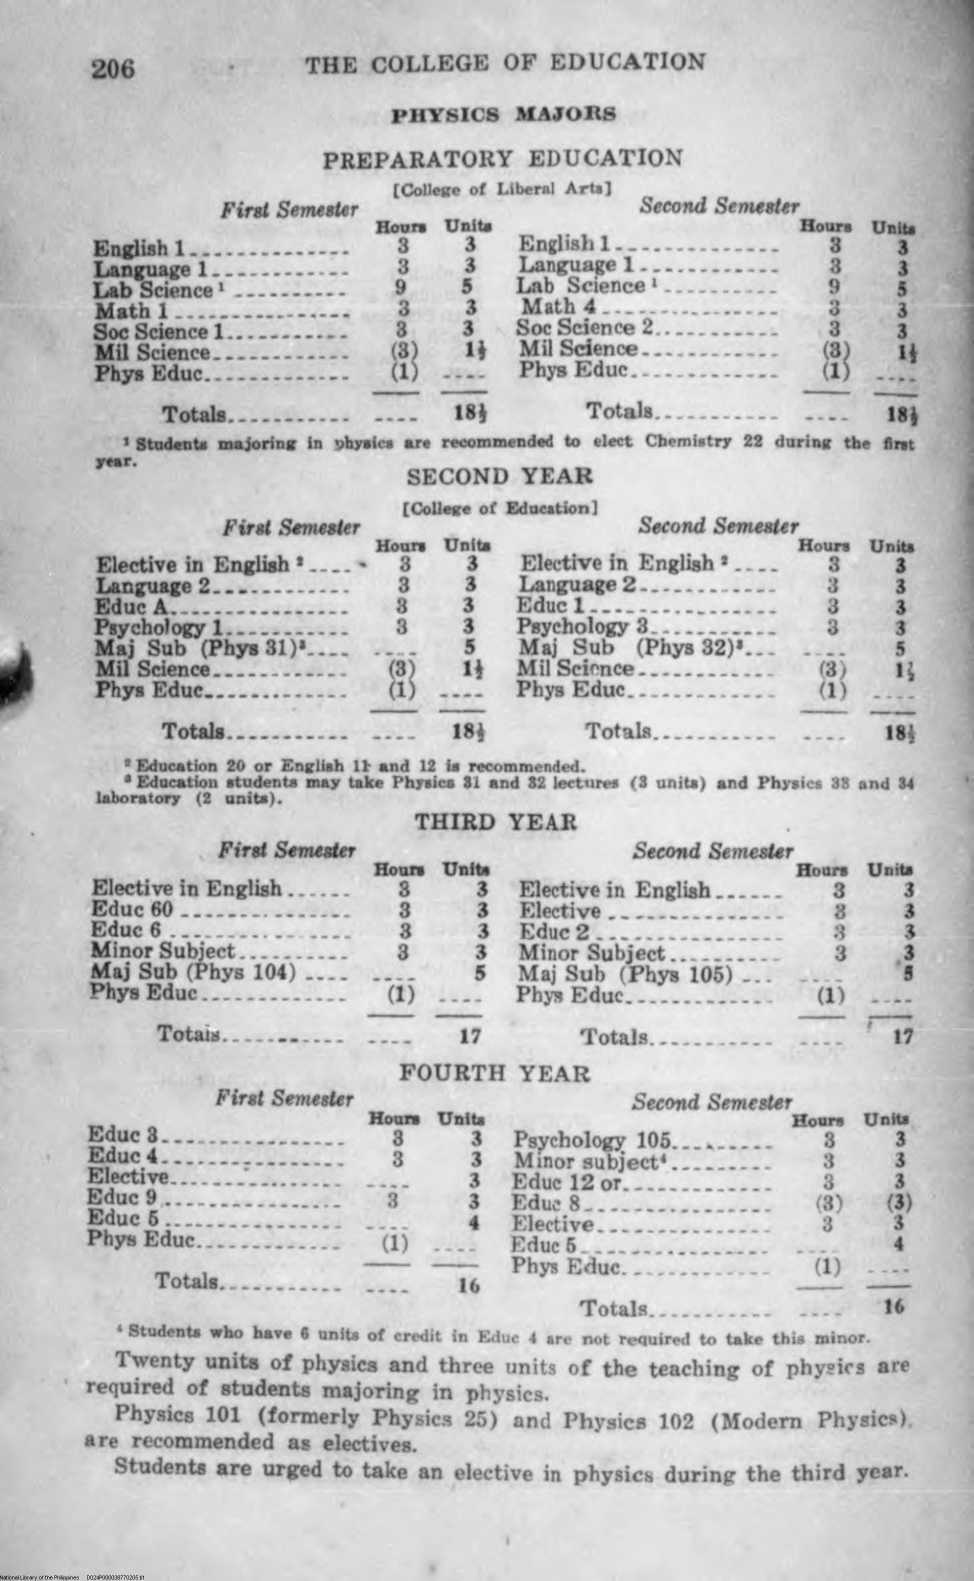 206 THE COLLEGE OF EDUCATION
PHYSICS MAJORS
PREPARATORY EDUCATION
[College of Liberal Arts]
First Semester
Hours Units
English 1 3 3
Language 1 3 3
Lab Science ¹ 9 5
Math 1 3 3
Soc Science 1 3 3
Mil Science (3) 1½
Phys Educ (1) ....
Totals .... 18½
Second Semester
Hours Units
English 1 3 3
Language 1 3 3
Lab Science ¹ 9 5
Math 4 3 3
Soc Science 2 3 3
Mil Science (3) 1½
Phys Educ (1) ....
Totals .... 18½
¹ Students majoring in physics are recommended to elect Chemistry 22 during the first
year.
SECOND YEAR
[College of Education]
First Semester
Hours Units
Elective in English ² 3 3
Language 2 3 3
Educ A 3 3
Psychology 1 3 3
Maj Sub (Phys 31)³ .... 5
Mil Science (3) 1½
Phys Educ (1) ....
Totals .... 18½
Second Semester
Hours Units
Elective in English ² 3 3
Language 2 3 3
Educ 1 3 3
Psychology 3 3 3
Maj Sub (Phys 32)³ .... 5
Mil Science (3) 1½
Phys Educ (1) ....
Totals .... 18½
² Education 20 or English 11 and 12 is recommended.
³ Education students may take Physics 31 and 32 lectures (3 units) and Physics 33 and 34
laboratory (2 units).
THIRD YEAR
First Semester
Hours Units
Elective in English 3 3
Educ 60 3 3
Educ 6 3 3
Minor Subject 3 3
Maj Sub (Phys 104) .... 5
Phys Educ (1) ....
Totals .... 17
Second Semester
Hours Units
Elective in English 3 3
Elective 3 3
Educ 2 3 3
Minor Subject 3 3
Maj Sub (Phys 105) .... 5
Phys Educ (1) ....
Totals .... 17
FOURTH YEAR
First Semester
Hours Units
Educ 3 3 3
Educ 4 3 3
Elective .... 3
Educ 9 3 3
Educ 5 .... 4
Phys Educ (1) ....
Totals .... 16
Second Semester
Hours Units
Psychology 105 3 3
Minor subject⁴ 3 3
Educ 12 or 3 3
Educ 8 (3) (3)
Elective 3 3
Educ 5 .... 4
Phys Educ (1) ....
Totals .... 16
⁴ Students who have 6 units of credit in Educ 4 are not required to take this minor.
Twenty units of physics and three units of the teaching of physics are
required of students majoring in physics.
Physics 101 (formerly Physics 25) and Physics 102 (Modern Physics)
are recommended as electives.
Students are urged to take an elective in physics during the third year.
National Library of the Philippines